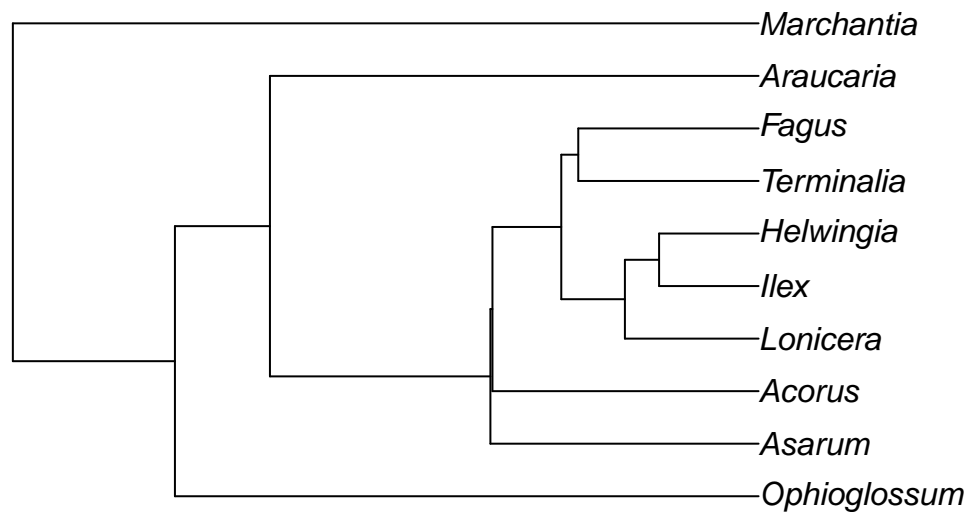 Marchantia
Araucaria
Fagus
Terminalia
Helwingia
Ilex
Lonicera
Acorus
Asarum
Ophioglossum